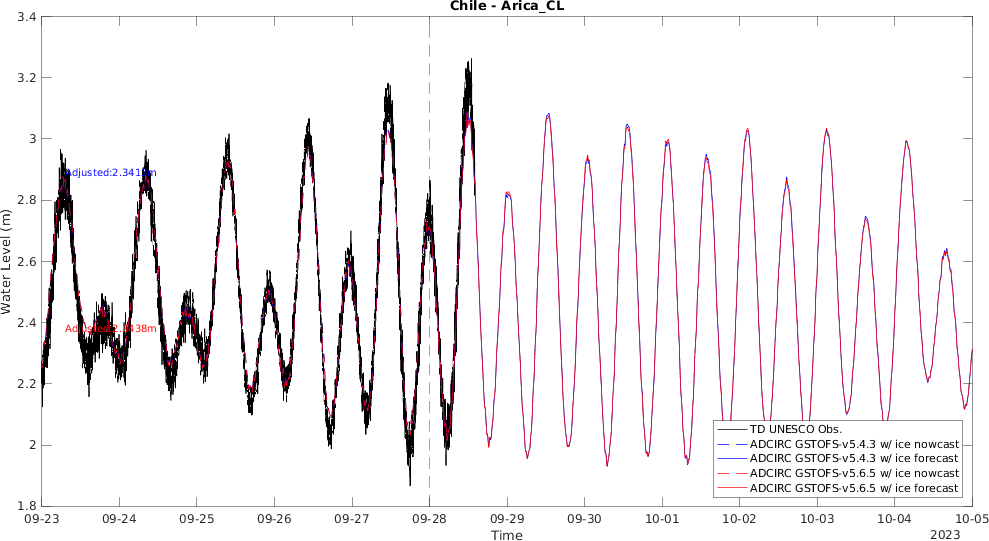 Chile - Arica_CL
Water Level (m)
3.4
3.2
3
2.8
2.6
2.4
2.2
2
1.8
Adjusted:2.341 m
Adjusted:2. 438m
TD UNESCO Obs.
ADCIRC GSTOFS-v5.4.3 w/ ice nowcast
ADCIRC GSTOFS-v5.4.3 w/ ice forecast
ADCIRC GSTOFS-v5.6.5 w/ ice nowcast
ADCIRC GSTOFS-v5.6.5 w/ ice forecast
09-23 09-24 09-25 09-26 09-27 09-28 09-29 09-30 10-01 10-02 10-03 10-04 10-05
Time
2023